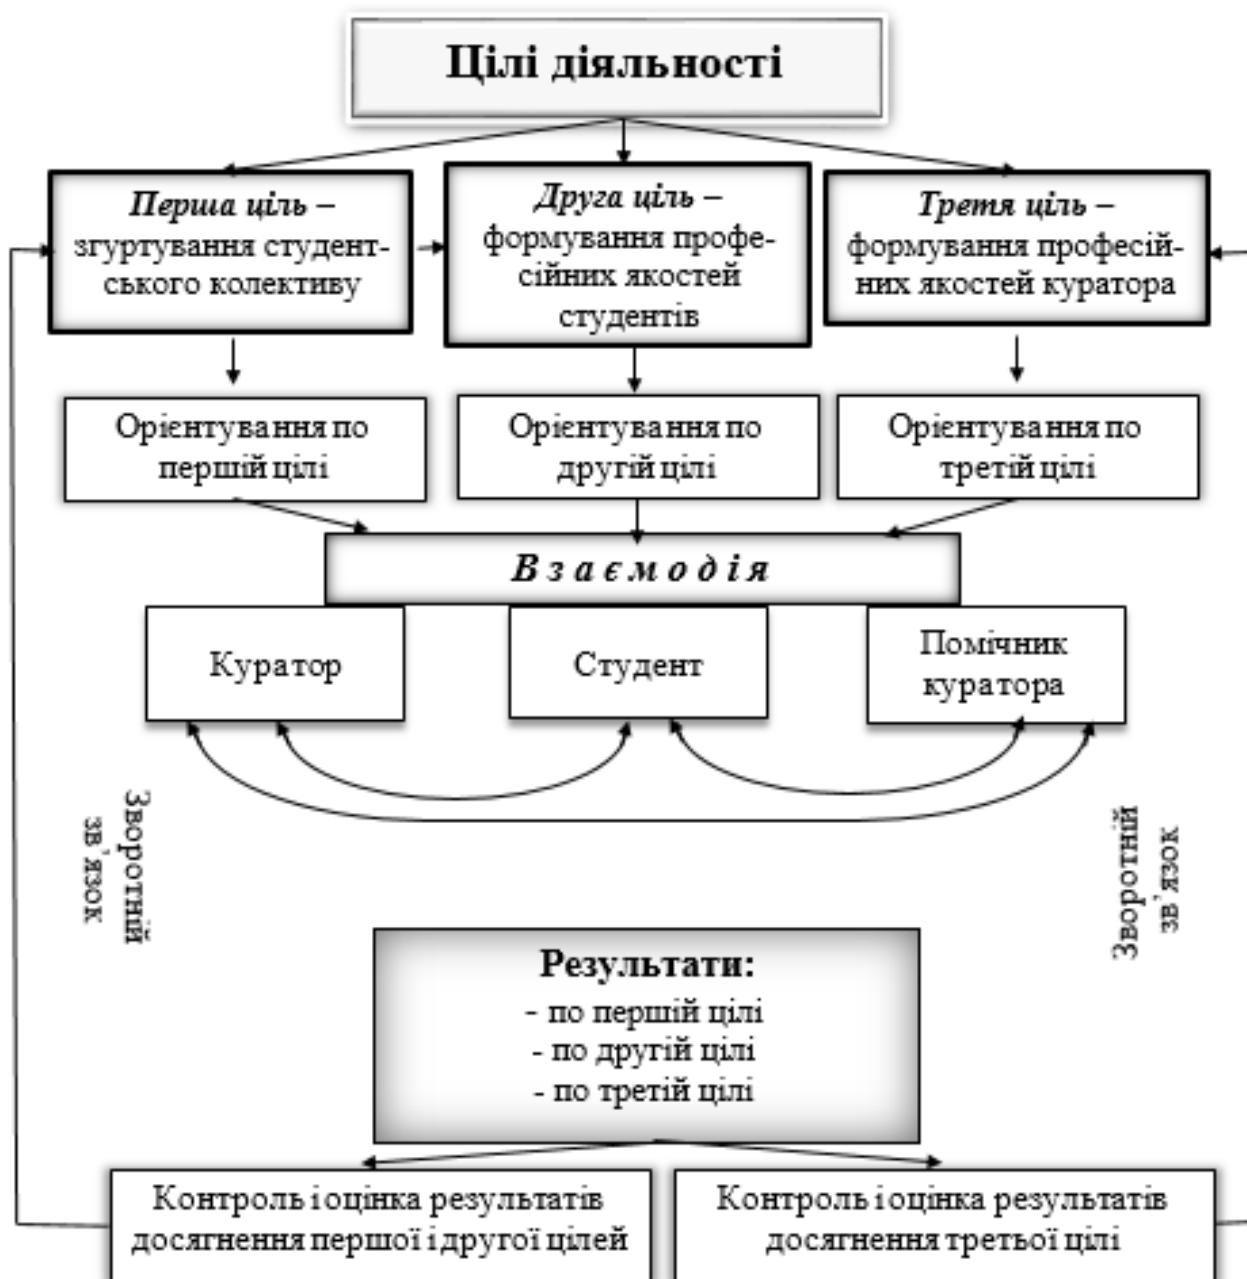 Цілі діяльності
Перша ціль –
згуртування студент-
ського колективу
Друга ціль –
формування профе-
сійних якостей
студентів
Третя ціль –
формування професій-
них якостей куратора
Орієнтування по
першій цілі
Орієнтування по
другій цілі
Орієнтування по
третій цілі
Взаємодія
Куратор
Студент
Помічник
куратора
Зворотній
зв’язок
Зворотній
зв’язок
Результати:
- по першій цілі
- по другій цілі
- по третій цілі
Контроль і оцінка результатів
досягнення першої і другої цілей
Контроль і оцінка результатів
досягнення третьої цілі